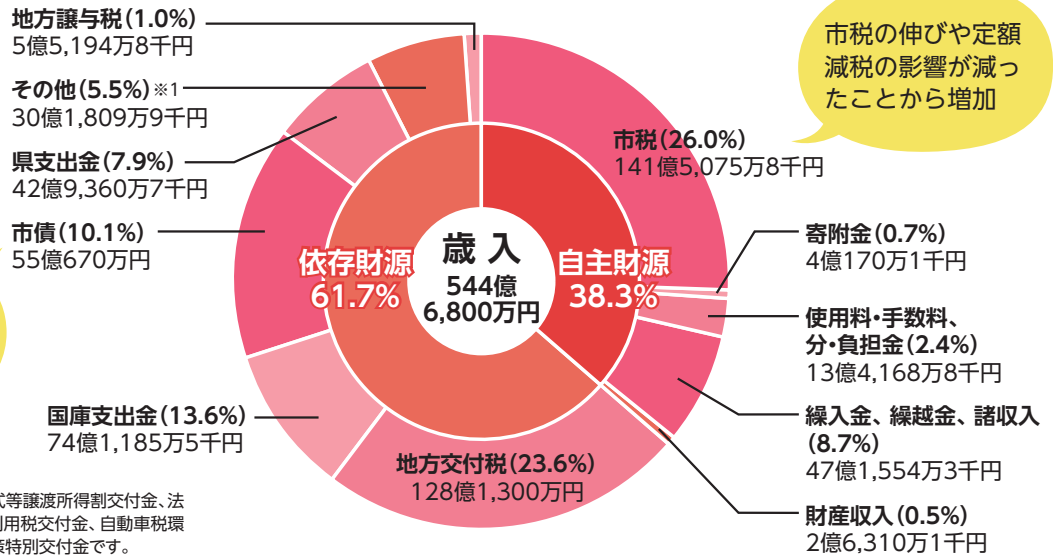 地方譲与税(1.0%)
5億5,194万8千円
その他(5.5%)※1
30億1,809万9千円
県支出金(7.9%)
42億9,360万7千円
市債(10.1%)
55億670万円
国庫支出金(13.6%)
74億1,185万5千円
地方交付税(23.6%)
128億1,300万円
依存財源
61.7%
歳入
544億
6,800万円
自主財源
38.3%
市税(26.0%)
141億5,075万8千円
市税の伸びや定額
減税の影響が減っ
たことから増加
寄附金(0.7%)
4億170万1千円
使用料・手数料、
分・負担金(2.4%)
13億4,168万8千円
繰入金、繰越金、諸収入
(8.7%)
47億1,554万3千円
財産収入(0.5%)
2億6,310万1千円
式等譲渡所得割交付金、法
利用税交付金、自動車税環
策特別交付金です。